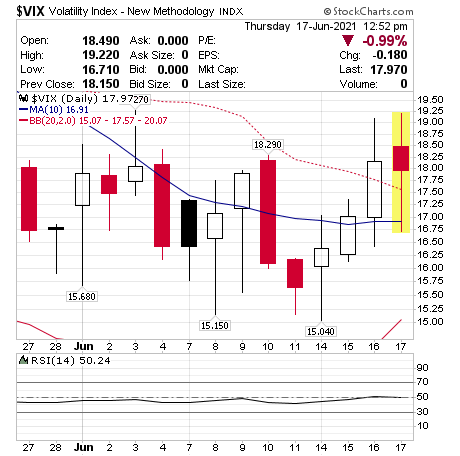 $VIX Volatility Index - New Methodology INDX © StockCharts.com
Thursday 17-Jun-2021 12:52 pm
Open: 18.490 Ask: 0.000 P/E: ▼ -0.99%
High: 19.220 Ask Size: 0 EPS: Chg: -0.180
Low: 16.710 Bid: 0.000 Mkt Cap: Last: 17.970
Prev Close: 18.150 Bid Size: 0 Last Size: Volume: 0
$VIX (Daily) 17.97
MA(10) 16.91
BB(20,2.0) 15.07 - 17.57 - 20.07
18.290
15.680
15.150
15.040
19.50
19.25
19.00
18.75
18.50
18.25
18.00
17.75
17.50
17.25
17.00
16.75
16.50
16.25
16.00
15.75
15.50
15.25
15.00
27 28 Jun 2 3 4 7 8 9 10 11 14 15 16 17
RSI(14) 50.24
90
70
50
30
10
27 28 Jun 2 3 4 7 8 9 10 11 14 15 16 17